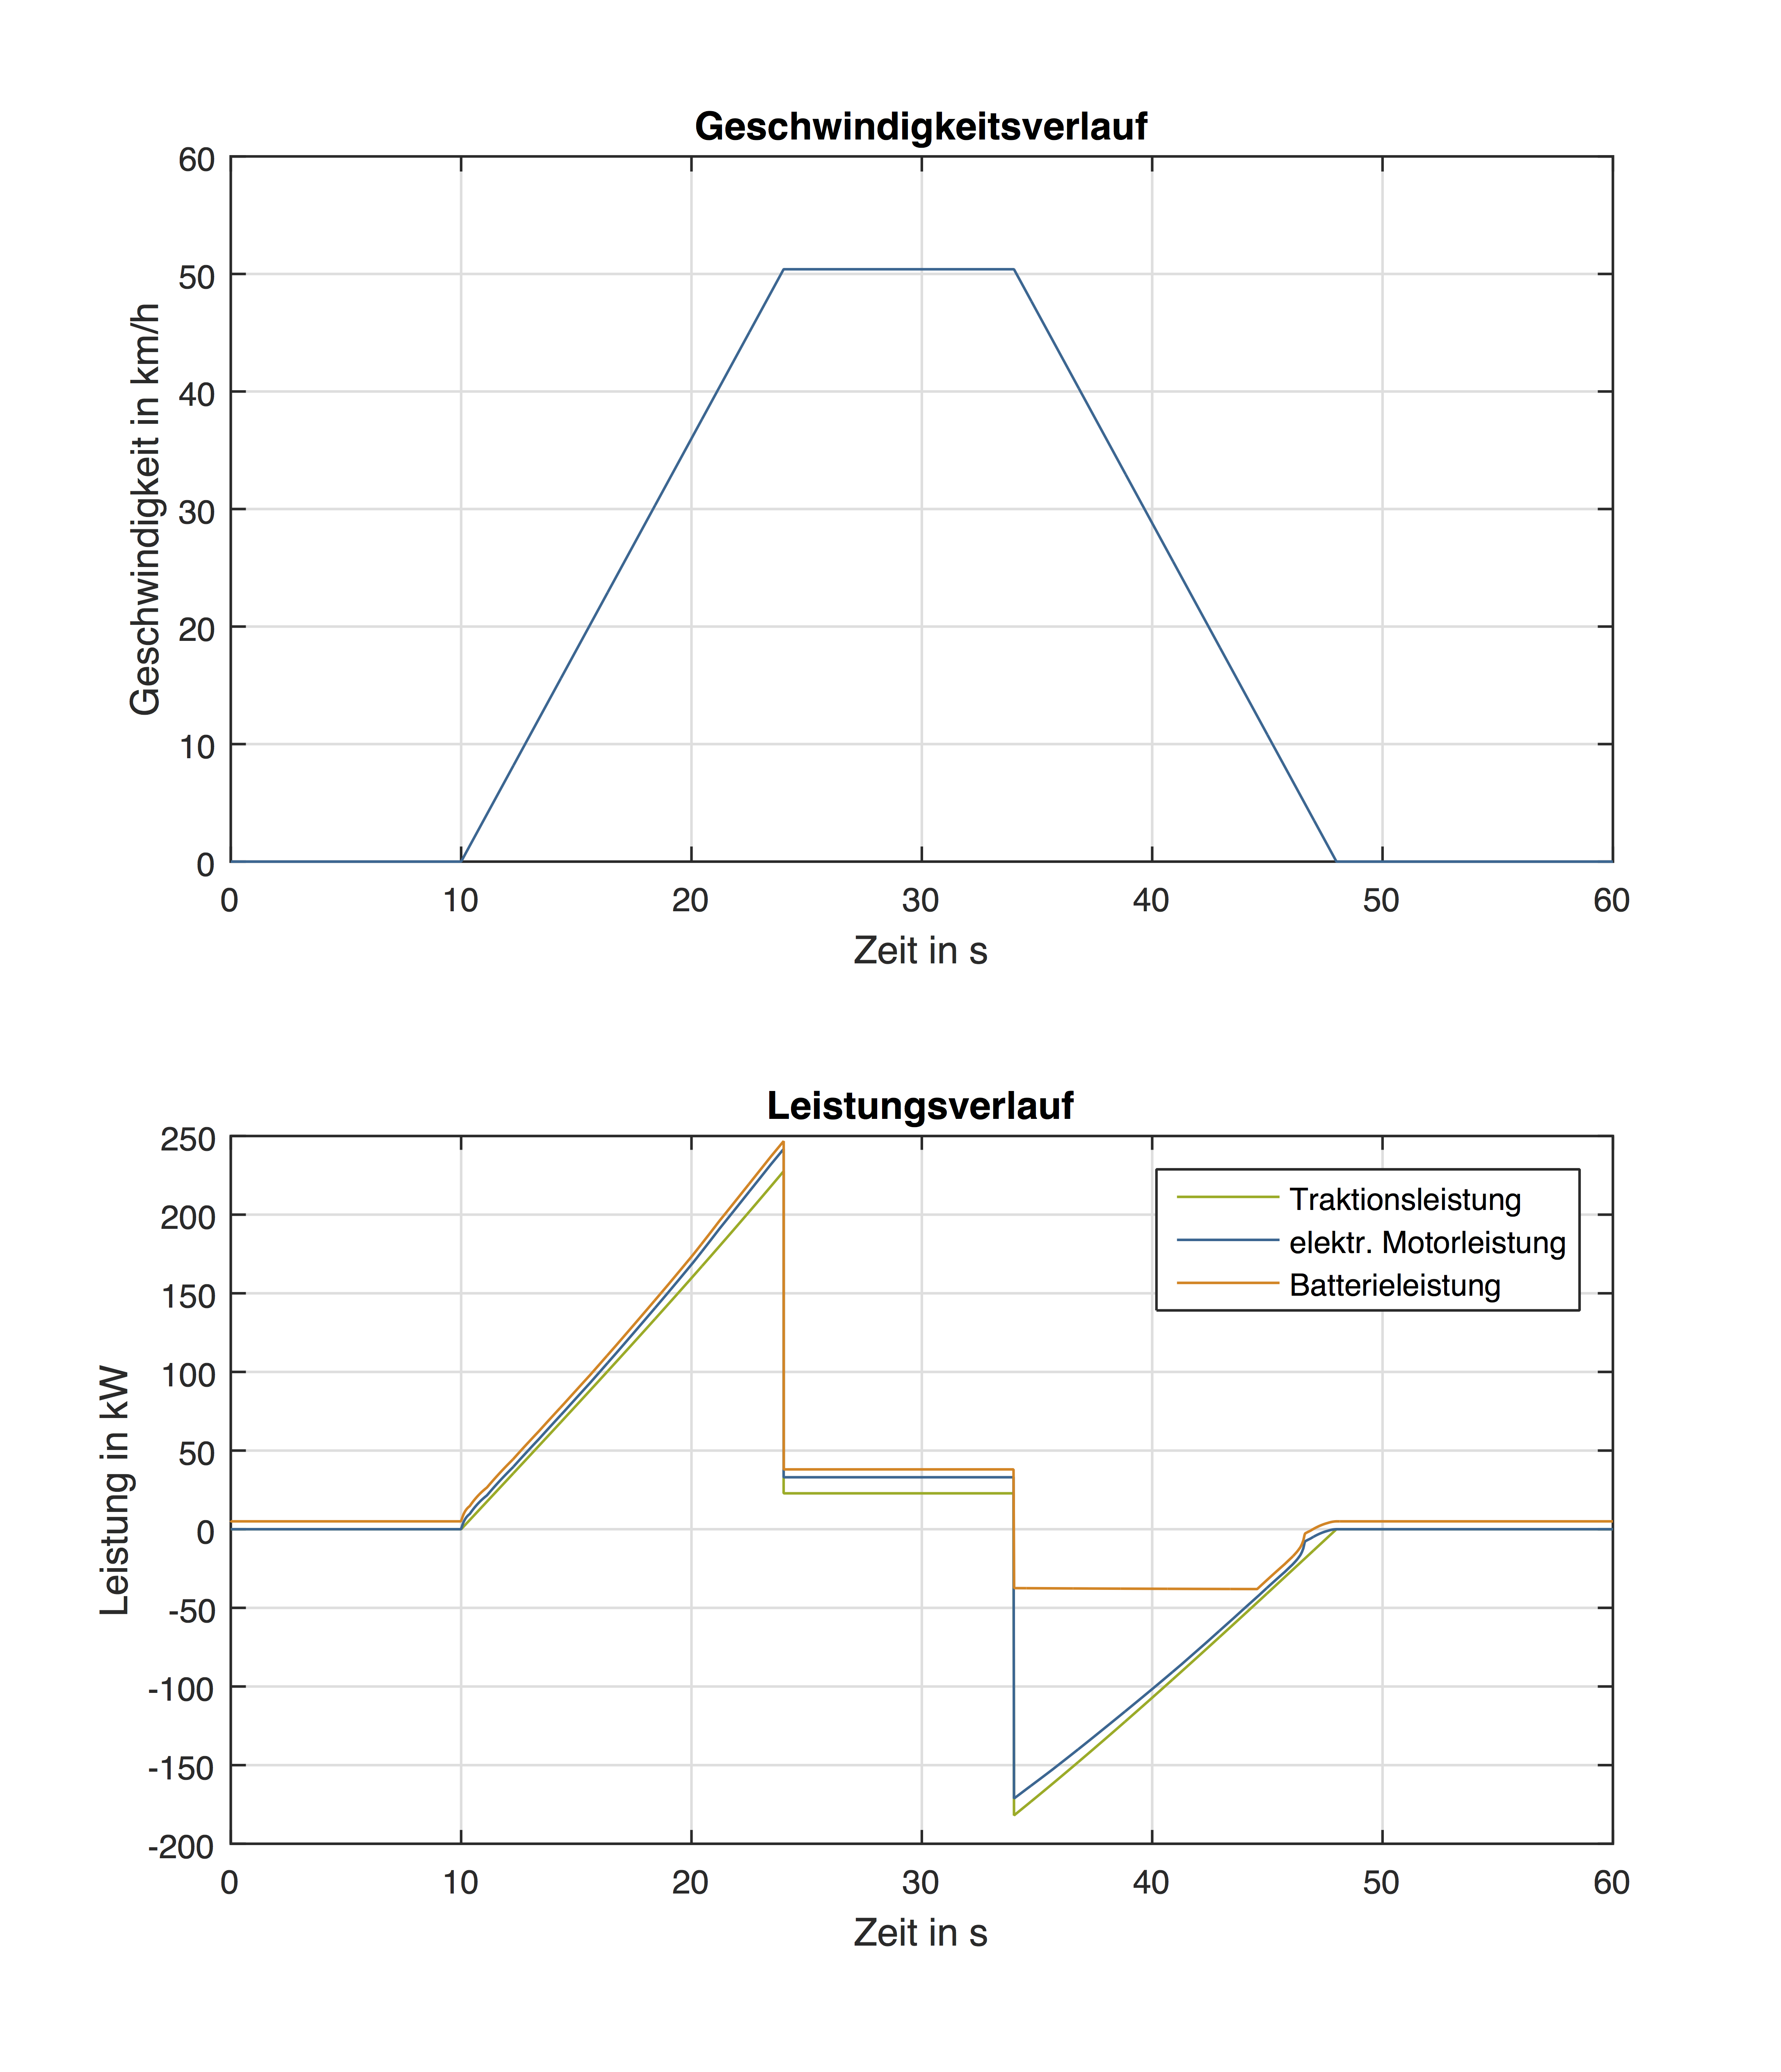 Geschwindigkeitsverlauf
Geschwindigkeit in km/h
60
50
40
30
20
10
0
0 10 20 30 40 50 60
Zeit in s
Leistungsverlauf
Leistung in kW
250
200
150
100
50
0
-50
-100
-150
-200
Traktionsleistung
elektr. Motorleistung
Batterieleistung
0 10 20 30 40 50 60
Zeit in s